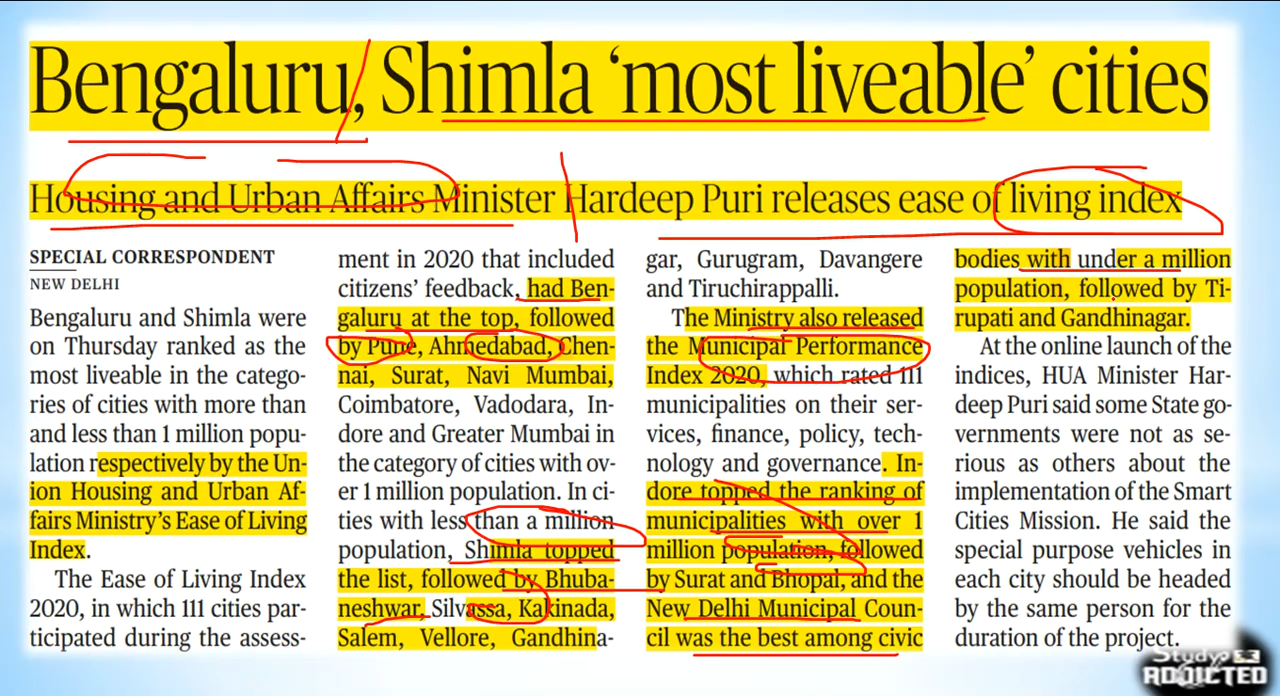 Bengaluru, Shimla ‘most liveable’ cities
Housing and Urban Affairs Minister Hardeep Puri releases ease of living index
SPECIAL CORRESPONDENT
NEW DELHI
Bengaluru and Shimla were
on Thursday ranked as the
most liveable in the catego-
ries of cities with more than
and less than 1 million popu-
lation respectively by the Un-
ion Housing and Urban Af-
fairs Ministry’s Ease of Living
Index.
The Ease of Living Index
2020, in which 111 cities par-
ticipated during the assess-
ment in 2020 that included
citizens’ feedback, had Ben-
galuru at the top, followed
by Pune, Ahmedabad, Chen-
nai, Surat, Navi Mumbai,
Coimbatore, Vadodara, In-
dore and Greater Mumbai in
the category of cities with ov-
er 1 million population. In ci-
ties with less than a million
population, Shimla topped
the list, followed by Bhuba-
neshwar, Silvassa, Kakinada,
Salem, Vellore, Gandhina-
gar, Gurugram, Davangere
and Tiruchirappalli.
The Ministry also released
the Municipal Performance
Index 2020, which rated 111
municipalities on their ser-
vices, finance, policy, tech-
nology and governance. In-
dore topped the ranking of
municipalities with over 1
million population, followed
by Surat and Bhopal, and the
New Delhi Municipal Coun-
cil was the best among civic
bodies with under a million
population, followed by Ti-
rupati and Gandhinagar.
At the online launch of the
indices, HUA Minister Har-
deep Puri said some State go-
vernments were not as se-
rious as others about the
implementation of the Smart
Cities Mission. He said the
special purpose vehicles in
each city should be headed
by the same person for the
duration of the project.
Study
ADDICTED